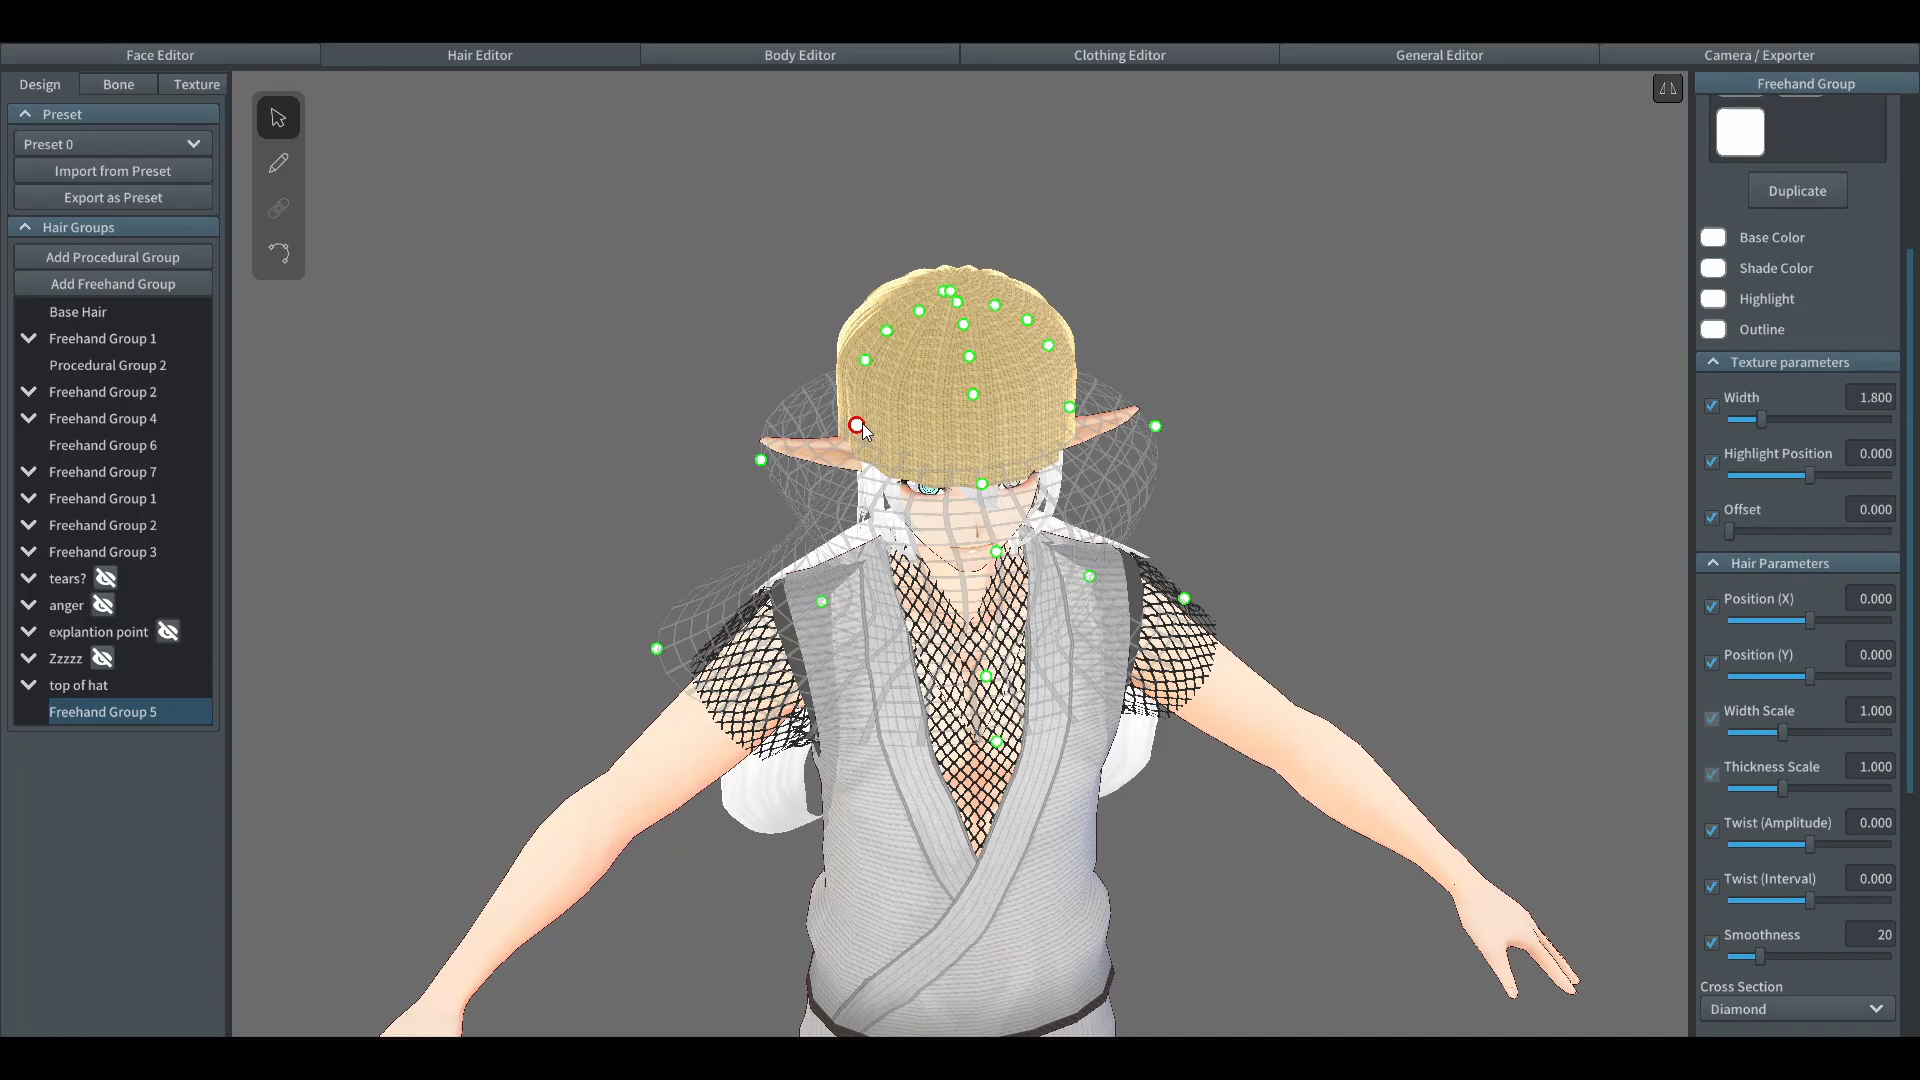 Face Editor
Hair Editor
Body Editor
Clothing Editor
General Editor
Camera / Exporter
Design
Bone
Texture
Preset
Preset 0
Import from Preset
Export as Preset
Hair Groups
Add Procedural Group
Add Freehand Group
Base Hair
Freehand Group 1
Procedural Group 2
Freehand Group 2
Freehand Group 4
Freehand Group 6
Freehand Group 7
Freehand Group 1
Freehand Group 2
Freehand Group 3
tears?
anger
explantion point
Zzzzz
top of hat
Freehand Group 5
Freehand Group
Duplicate
Base Color
Shade Color
Highlight
Outline
Texture parameters
Width 1.800
Highlight Position 0.000
Offset 0.000
Hair Parameters
Position (X) 0.000
Position (Y) 0.000
Width Scale 1.000
Thickness Scale 1.000
Twist (Amplitude) 0.000
Twist (Interval) 0.000
Smoothness 20
Cross Section
Diamond